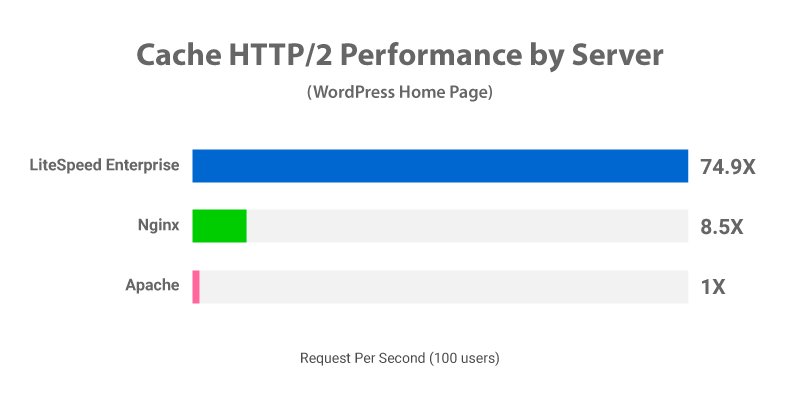 Cache HTTP/2 Performance by Server
(WordPress Home Page)
LiteSpeed Enterprise 74.9X
Nginx 8.5X
Apache 1X
Request Per Second (100 users)